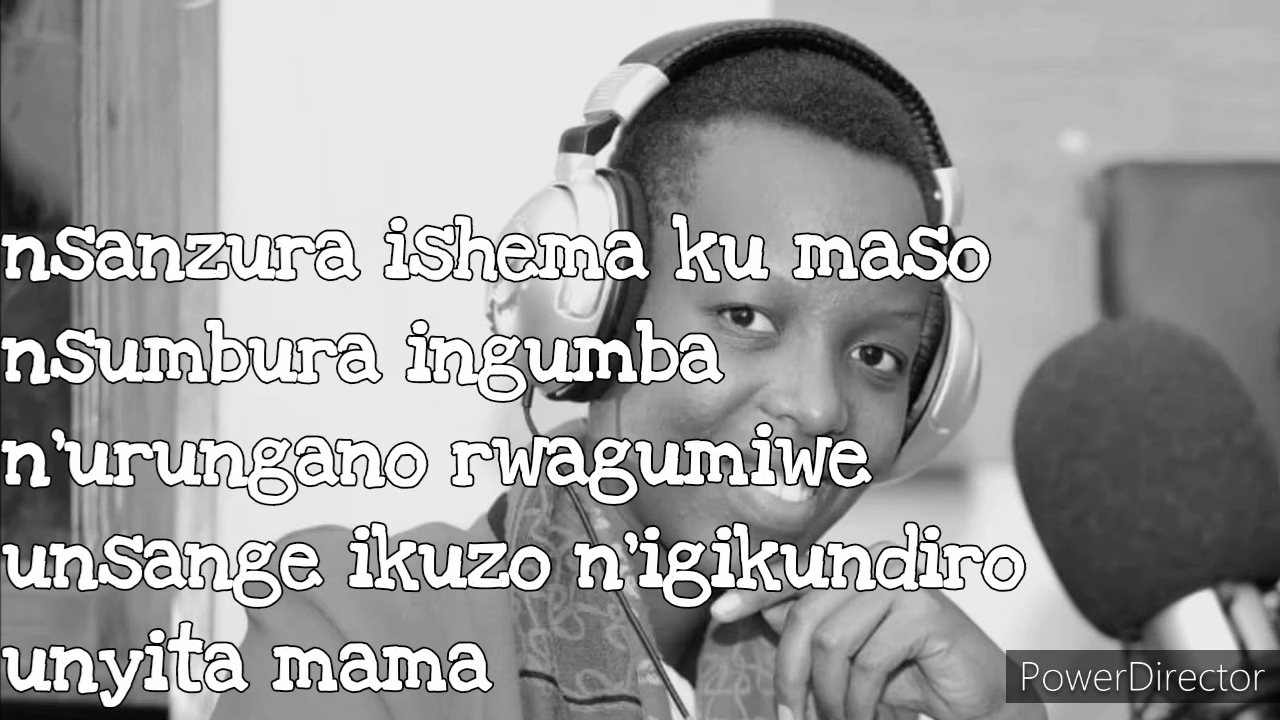 nsanzura ishema ku maso
nsumbura ingumba
n'urungano rwagumiwe
unsange ikuzo n'igikundiro
unyita mama
PowerDirector